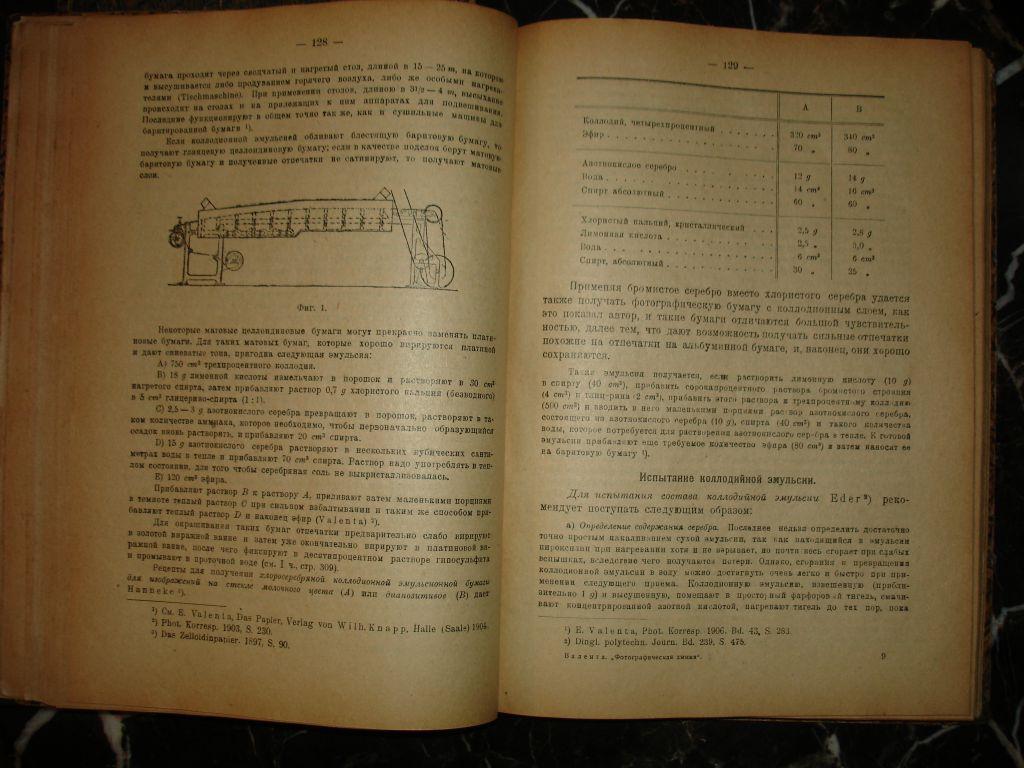 — 128 —
бумага проходит через сводчатый и нагретый стол, длиной в 15 — 25 m, на котором
и высушивается либо продуванием горячего воздуха, либо же особыми нагрева-
телями (Tischmaschine). При применении столов, длиною в 3½ — 4 m, высыхание
происходит на столах и на прилежащих к ним аппаратах для подвешивания.
Последние функционируют в общем точно так же, как и сушильные машины для
баритированной бумаги ¹).
Если коллодионной эмульсией обливают блестящую баритовую бумагу, то
получают глянцевую целлоидиновую бумагу; если в качестве подслоя берут матовую
баритовую бумагу и полученные отпечатки не сатинируют, то получают матовые
слои.
Фиг. 1.
Некоторые матовые целлоидиновые бумаги могут прекрасно заменять плати-
новые бумаги. Для таких матовых бумаг, которые хорошо вирируются платиной
и дают синеватые тона, пригодна следующая эмульсия:
A) 750 cm³ трехпроцентного коллодия.
B) 18 g лимонной кислоты измельчают в порошок и растворяют в 30 cm³
нагретого спирта, затем прибавляют раствор 0,7 g хлористого кальция (безводного)
в 5 cm³ глицерино-спирта (1 : 1).
C) 2,5 — 3 g азотнокислого серебра превращают в порошок, растворяют в та-
ком количестве аммиака, которое необходимо, чтобы первоначально образующийся
осадок вновь растворять, и прибавляют 20 cm³ спирта.
D) 15 g азотнокислого серебра растворяют в нескольких кубических санти-
метрах воды в тепле и прибавляют 70 cm³ спирта. Раствор надо употреблять в теп-
лом состоянии, для того чтобы серебряная соль не выкристаллизовалась.
E) 120 cm³ эфира.
Прибавляют раствор B к раствору A, приливают затем маленькими порциями
в темноте теплый раствор C при сильном взбалтывании и таким же способом при-
бавляют теплый раствор D и наконец эфир (Valenta) ²).
Для окрашивания таких бумаг отпечатки предварительно слабо вирируют
в золотой виражной ванне и затем уже окончательно вирируют в платиновой ви-
ражной ванне, после чего фиксируют в десятипроцентном растворе гипосульфита
и промывают в проточной воде (см. I ч., стр. 309).
Рецепты для получения хлоросеребряной коллодионной эмульсионной бумаги
для изображений на стекле молочного цвета (A) или диапозитивов (B) дает
Hanneke ³).
¹) См. E. Valenta, Das Papier, Verlag von Wilh. Knapp, Halle (Saale) 1904.
²) Phot. Korresp. 1903, S. 230.
³) Das Zelloidinpapier. 1897, S. 90.
— 129 —
A B
Коллодий, четырехпроцентный . . . . . . . 320 cm³ 340 cm³
Эфир . . . . . . . . . . . . 70 „ 80 „
Азотнокислое серебро . . . . . . . . . 12 g 14 g
Вода . . . . . . . . . . . . 14 cm³ 16 cm³
Спирт абсолютный . . . . . . . . . . 60 „ 60 „
Хлористый кальций, кристаллический . . . 2,5 g 2,8 g
Лимонная кислота . . . . . . . . . . 2,5 „ 3,0 „
Вода . . . . . . . . . . . . 6 cm³ 6 cm³
Спирт, абсолютный . . . . . . . . . . 30 „ 25 „
Применяя бромистое серебро вместо хлористого серебра удается
также получать фотографическую бумагу с коллодионным слоем, как
это показал автор, и такие бумаги отличаются большой чувствитель-
ностью, далее тем, что дают возможность получать сильные отпечатки
похожие на отпечатки на альбуминной бумаге, и, наконец, они хорошо
сохраняются.
Такая эмульсия получается, если растворить лимонную кислоту (10 g)
в спирту (40 cm³), прибавить сорокапроцентного раствора бромистого стронция
(4 cm³) и глицерина (2 cm³), прибавить этого раствора к трехпроцентному коллодию
(500 cm³) и вводить в него маленькими порциями раствор азотнокислого серебра,
состоящего из азотнокислого серебра (10 g), спирта (40 cm³) и такого количества
воды, которое потребуется для растворения азотнокислого серебра в тепле. К готовой
эмульсии прибавляют еще требуемое количество эфира (80 cm³) и затем наносят ее
на баритовую бумагу ¹).
Испытание коллодийной эмульсии.
Для испытания состава коллодийной эмульсии Eder ²) реко-
мендует поступать следующим образом:
a) Определение содержания серебра. Последнее нельзя определить достаточно
точно простым накаливанием сухой эмульсии, так как находящийся в эмульсии
пироксилин при нагревании хотя и не взрывает, но почти весь сгорает при слабых
вспышках, вследствие чего получаются потери. Однако, сгорания и превращения
коллодионной эмульсии в золу можно достигнуть очень легко и быстро при при-
менении следующего приема. Коллодионную эмульсию, взвешенную (прибли-
зительно 1 g) и высушенную, помещают в просторный фарфоровый тигель, смачи-
вают концентрированной азотной кислотой, нагревают тигель до тех пор, пока
¹) E. Valenta, Phot. Korresp. 1906. Bd. 43, S. 283.
²) Dingl. polytechn. Journ. Bd. 239, S. 475.
Валента. „Фотографическая химия“. 9